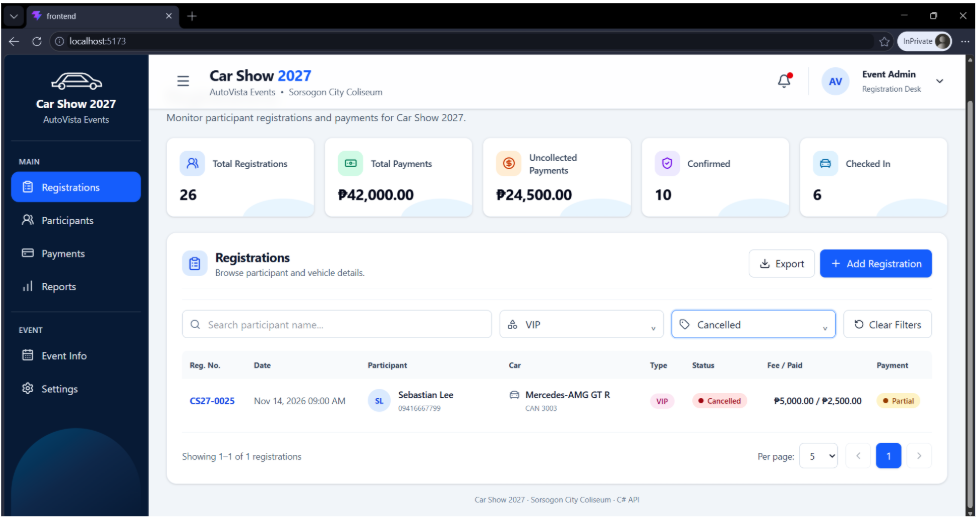 frontend
localhost:5173
InPrivate
Car Show 2027
AutoVista Events
MAIN
Registrations
Participants
Payments
Reports
EVENT
Event Info
Settings
Car Show 2027
AutoVista Events • Sorsogon City Coliseum
AV
Event Admin
Registration Desk
Monitor participant registrations and payments for Car Show 2027.
Total Registrations
26
Total Payments
₱42,000.00
Uncollected
Payments
₱24,500.00
Confirmed
10
Checked In
6
Registrations
Browse participant and vehicle details.
Export
+ Add Registration
Search participant name...
VIP
Cancelled
Clear Filters
Reg. No. Date Participant Car Type Status Fee / Paid Payment
CS27-0025 Nov 14, 2026 09:00 AM SL Sebastian Lee Mercedes-AMG GT R VIP Cancelled ₱5,000.00 / ₱2,500.00 Partial
09416667799 CAN 3003
Showing 1–1 of 1 registrations
Per page: 5 < 1 >
Car Show 2027 · Sorsogon City Coliseum · C# API